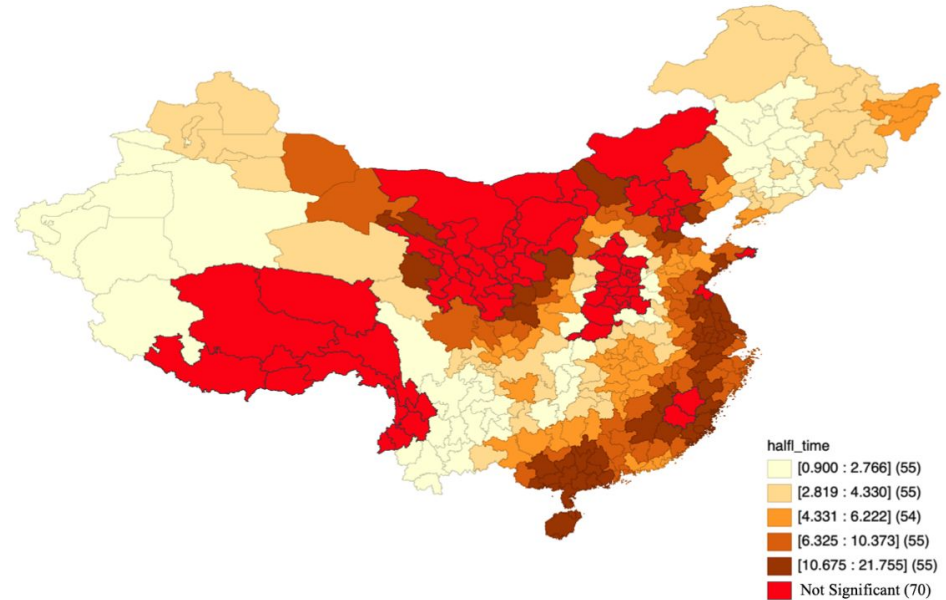 halfl_time
[0.900 : 2.766] (55)
[2.819 : 4.330] (55)
[4.331 : 6.222] (54)
[6.325 : 10.373] (55)
[10.675 : 21.755] (55)
Not Significant (70)